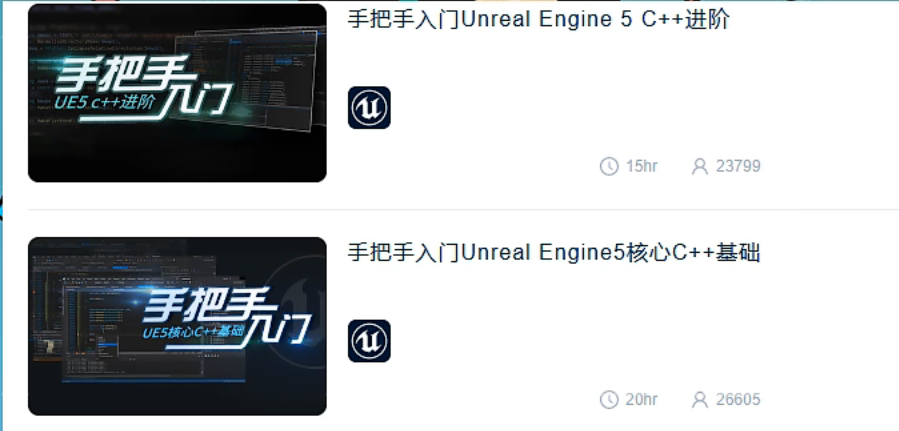 手把手入门Unreal Engine 5 C++进阶
手把手
入门
UE5 c++进阶
15hr
23799
手把手入门Unreal Engine5核心C++基础
手把手
入门
UE5核心C++基础
20hr
26605